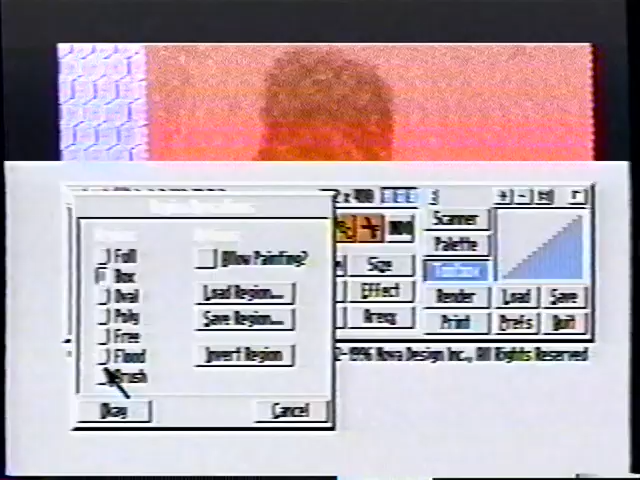 Scanner
Palette
Full
Allow Painting?
Size
Toolbox
Box
Oval
Load Region...
Effect
Render
Load
Save
Poly
Save Region...
Rexx
Print
Prefs
Quit
Free
Flood
Invert Region
1996 Nova Design Inc., All Rights Reserved
Brush
Okay
Cancel